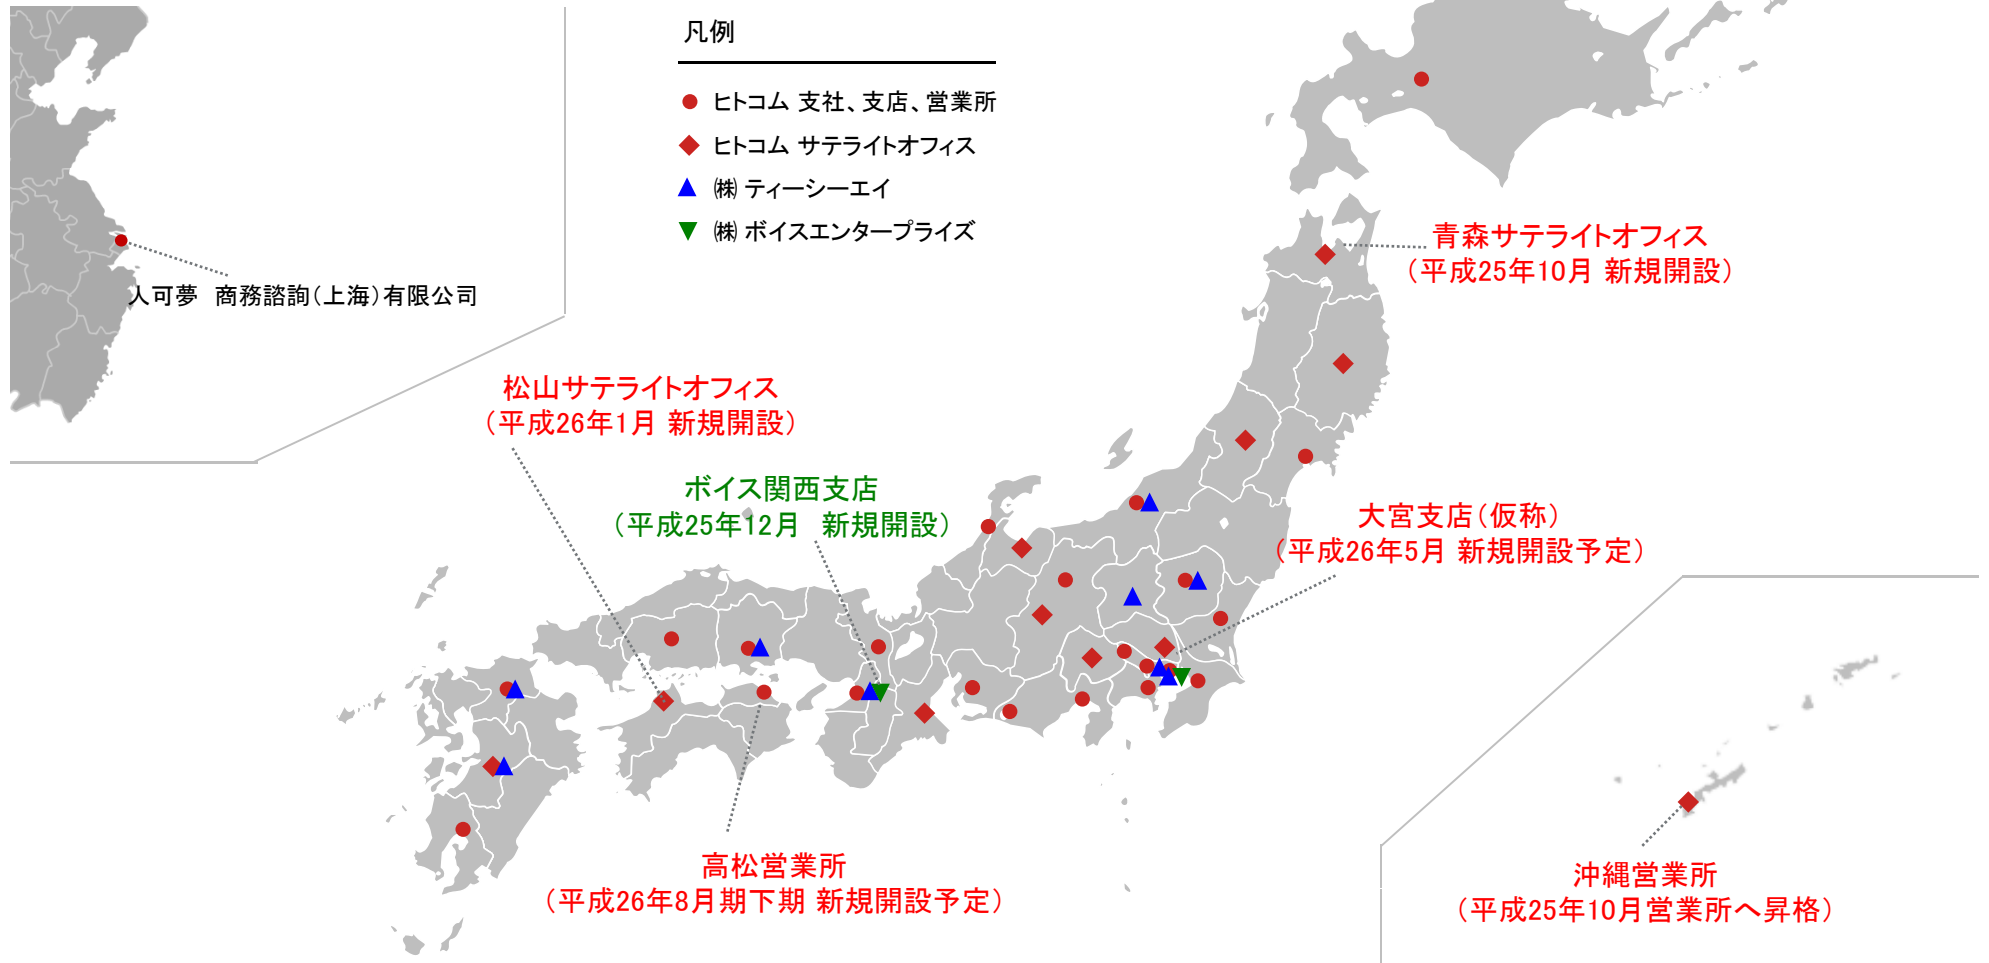 凡例
ヒトコム 支社、支店、営業所
ヒトコム サテライトオフィス
㈱ ティーシーエイ
㈱ ボイスエンタープライズ
青森サテライトオフィス
（平成25年10月 新規開設）
人可夢　商務諮詢（上海）有限公司
松山サテライトオフィス
（平成26年1月 新規開設）
ボイス関西支店
（平成25年12月　新規開設）
大宮支店（仮称）
（平成26年5月 新規開設予定）
高松営業所
（平成26年8月期下期 新規開設予定）
沖縄営業所
（平成25年10月営業所へ昇格）